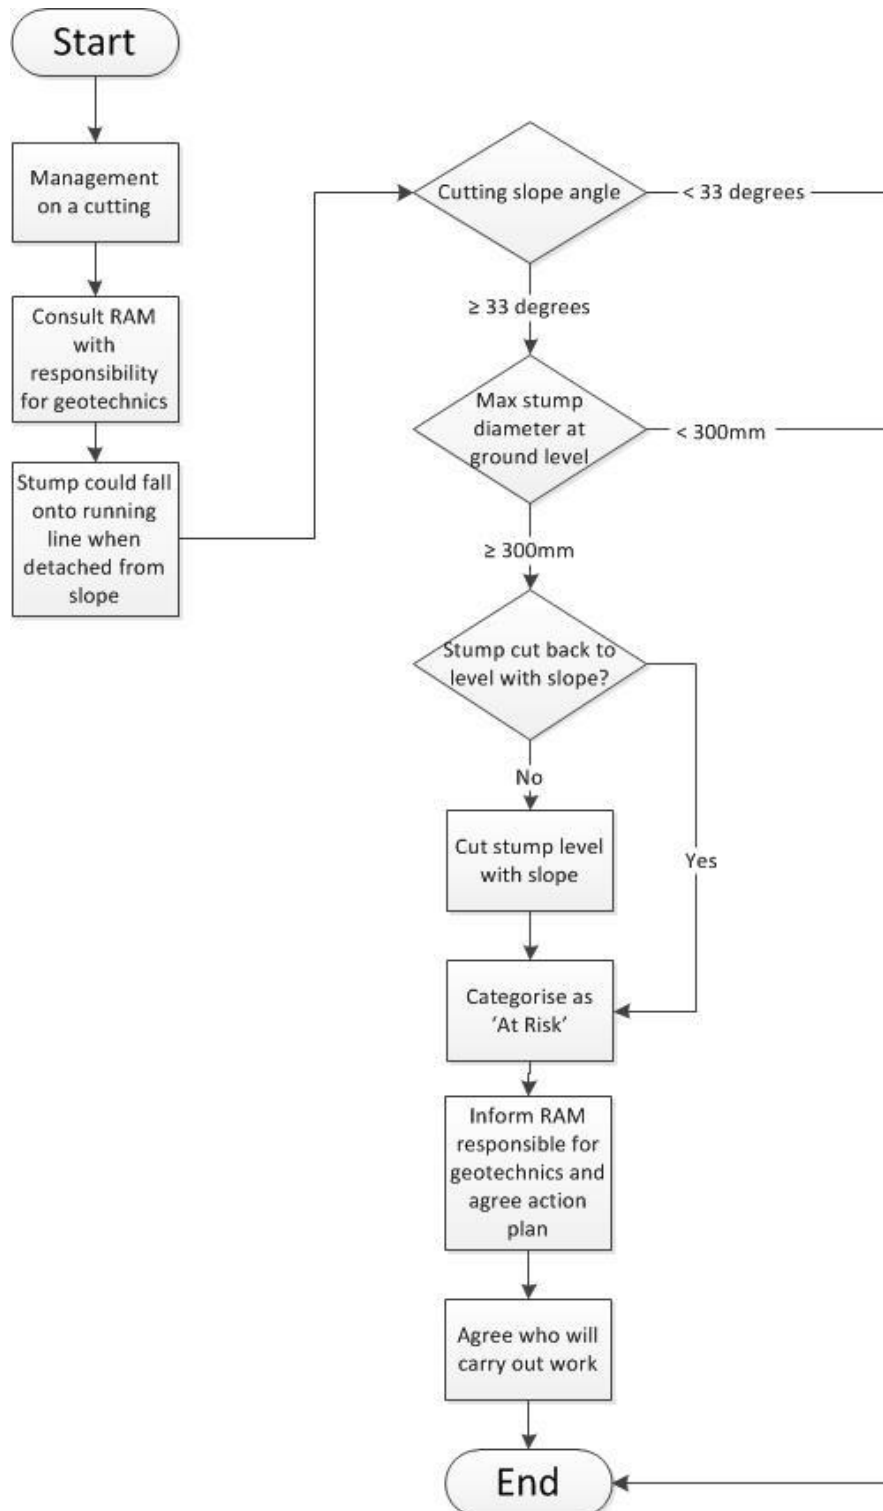 Start
Management
on a cutting
Consult RAM
with
responsibility
for geotechnics
Stump could fall
onto running
line when
detached from
slope
Cutting slope angle
< 33 degrees
≥ 33 degrees
Max stump
diameter at
ground level
< 300mm
≥ 300mm
Stump cut back to
level with slope?
No
Yes
Cut stump level
with slope
Categorise as
‘At Risk’
Inform RAM
responsible for
geotechnics and
agree action
plan
Agree who will
carry out work
End